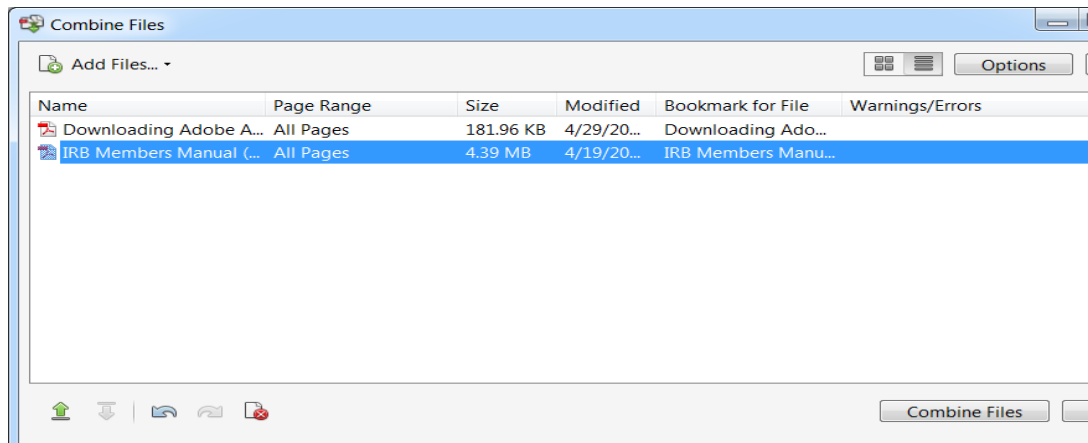 Combine Files
Add Files... Options
Name Page Range Size Modified Bookmark for File Warnings/Errors
Downloading Adobe A... All Pages 181.96 KB 4/29/20... Downloading Ado...
IRB Members Manual (... All Pages 4.39 MB 4/19/20... IRB Members Manu...
Combine Files